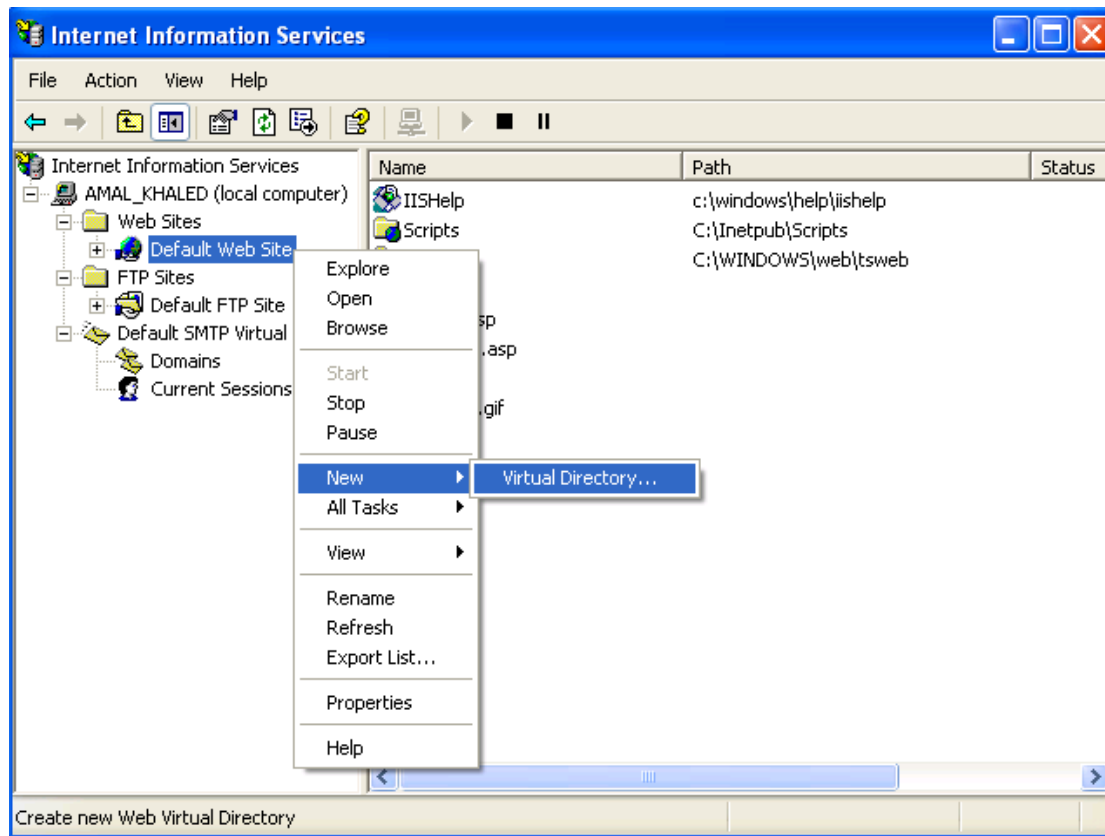 Internet Information Services
File Action View Help
Internet Information Services
AMAL_KHALED (local computer)
Web Sites
Default Web Site
FTP Sites
Default FTP Site
Default SMTP Virtual
Domains
Current Sessions
Name Path Status
IISHelp c:\windows\help\iishelp
Scripts C:\Inetpub\Scripts
C:\WINDOWS\web\tsweb
sp
.asp
.gif
Explore
Open
Browse
Start
Stop
Pause
New
Virtual Directory...
All Tasks
View
Rename
Refresh
Export List...
Properties
Help
Create new Web Virtual Directory